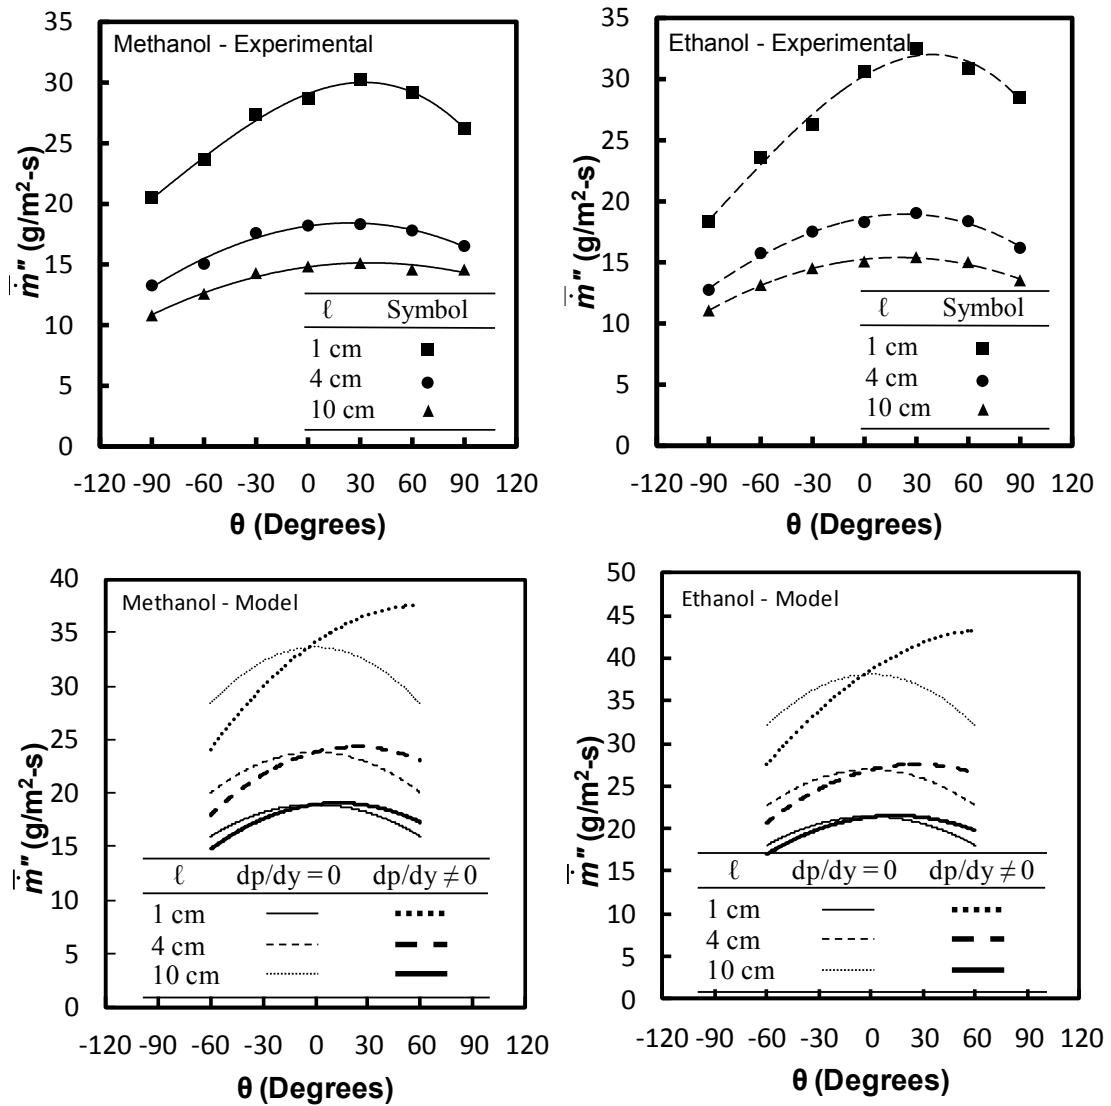 Methanol - Experimental
35
30
25
20
15
10
5
0
-120 -90 -60 -30 0 30 60 90 120
θ (Degrees)
ṁ̅″ (g/m²-s)
ℓ Symbol
1 cm
4 cm
10 cm
Ethanol - Experimental
35
30
25
20
15
10
5
0
-120 -90 -60 -30 0 30 60 90 120
θ (Degrees)
ṁ̅″ (g/m²-s)
ℓ Symbol
1 cm
4 cm
10 cm
Methanol - Model
40
35
30
25
20
15
10
5
0
-120 -90 -60 -30 0 30 60 90 120
θ (Degrees)
ṁ̅″ (g/m²-s)
ℓ dp/dy = 0 dp/dy ≠ 0
1 cm
4 cm
10 cm
Ethanol - Model
50
45
40
35
30
25
20
15
10
5
0
-120 -90 -60 -30 0 30 60 90 120
θ (Degrees)
ṁ̅″ (g/m²-s)
ℓ dp/dy = 0 dp/dy ≠ 0
1 cm
4 cm
10 cm